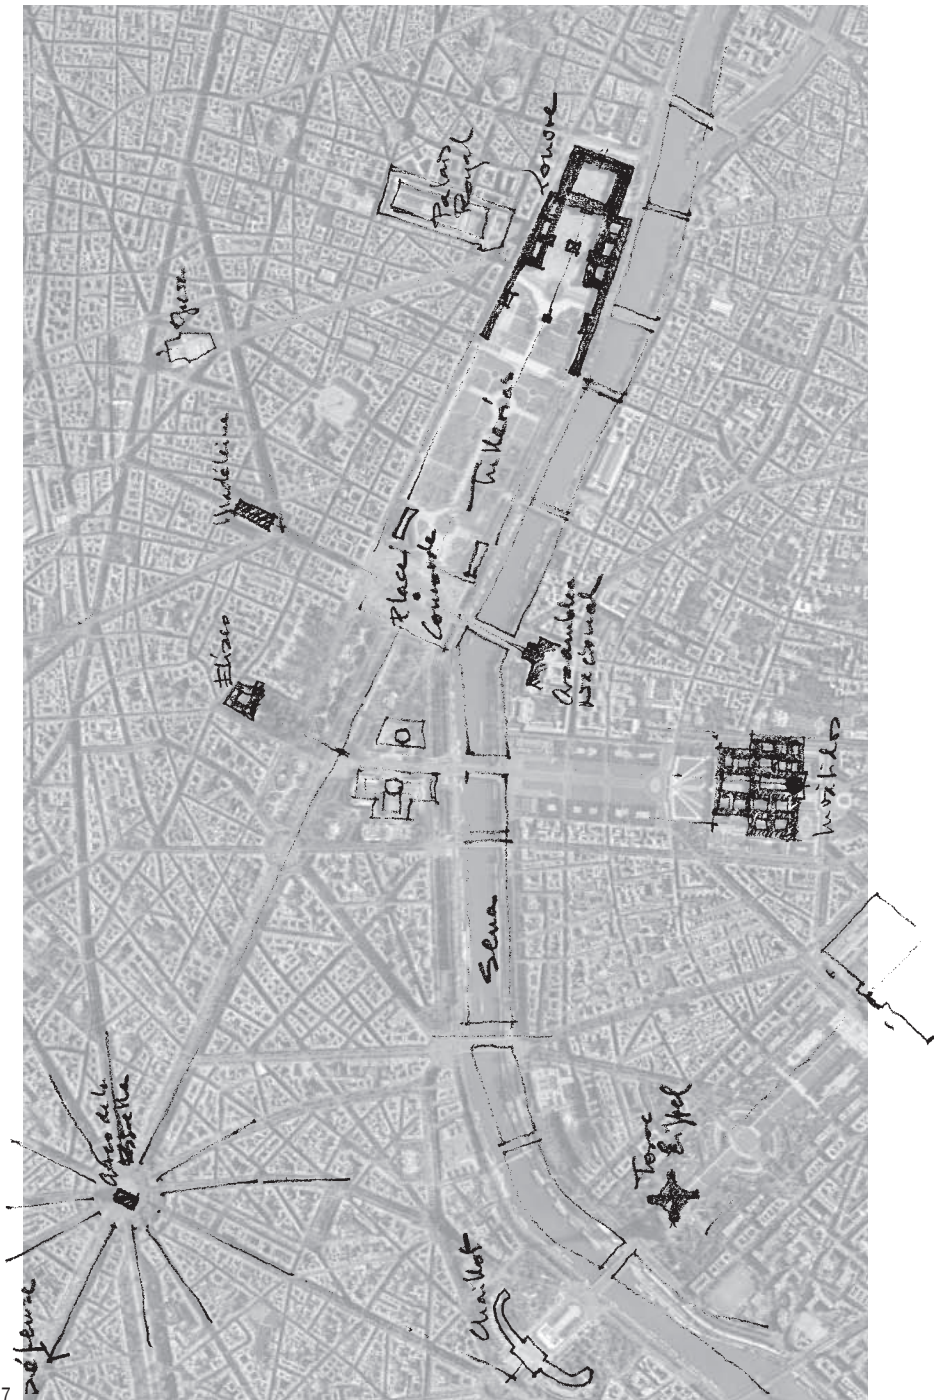 Palais
Royal
Louvre
Opera
Madeleine
Tullerías
Place
Concorde
Elíseo
Asamblea
Nacional
Inválidos
Sena
Arco de la
Torre
Eiffel
Chaillot
Défense
7